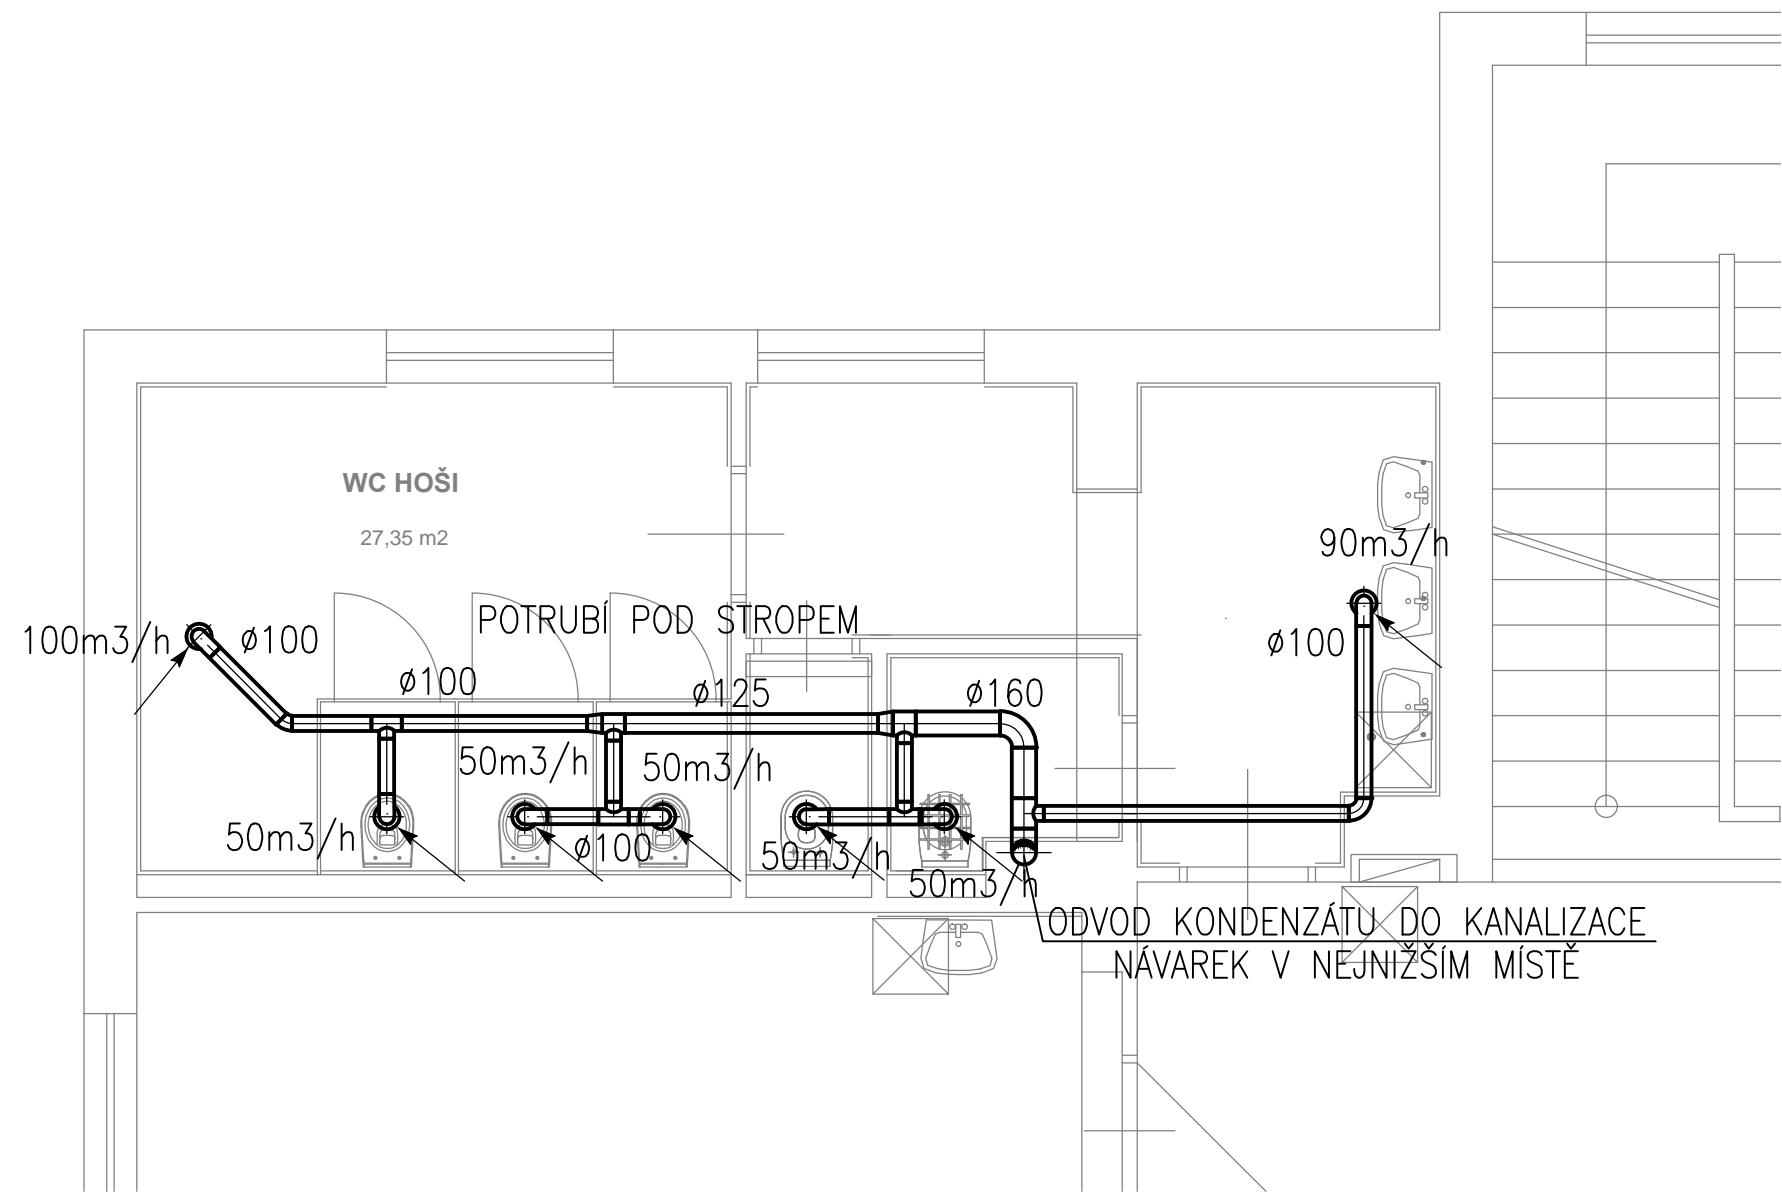 WC HOŠI
27,35 m2
90m3/h
POTRUBÍ POD STROPEM
100m3/h
ø100
ø100
ø100
ø125
ø160
50m3/h
50m3/h
50m3/h
ø100
50m3/h
50m3/h
ODVOD KONDENZÁTU DO KANALIZACE
NÁVAREK V NEJNIŽŠÍM MÍSTĚ